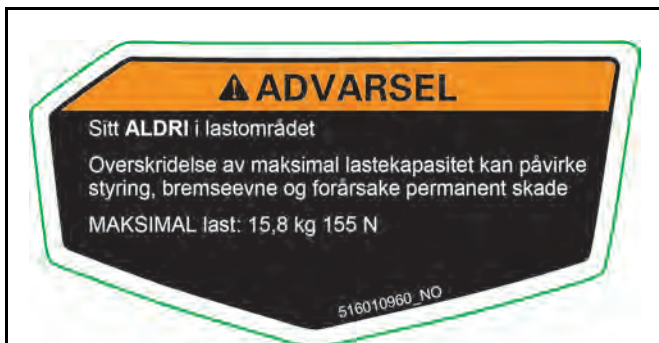 ADVARSEL
Sitt ALDRI i lastområdet
Overskridelse av maksimal lastekapasitet kan påvirke
styring, bremseevne og forårsake permanent skade
MAKSIMAL last: 15,8 kg 155 N
516010960_NO